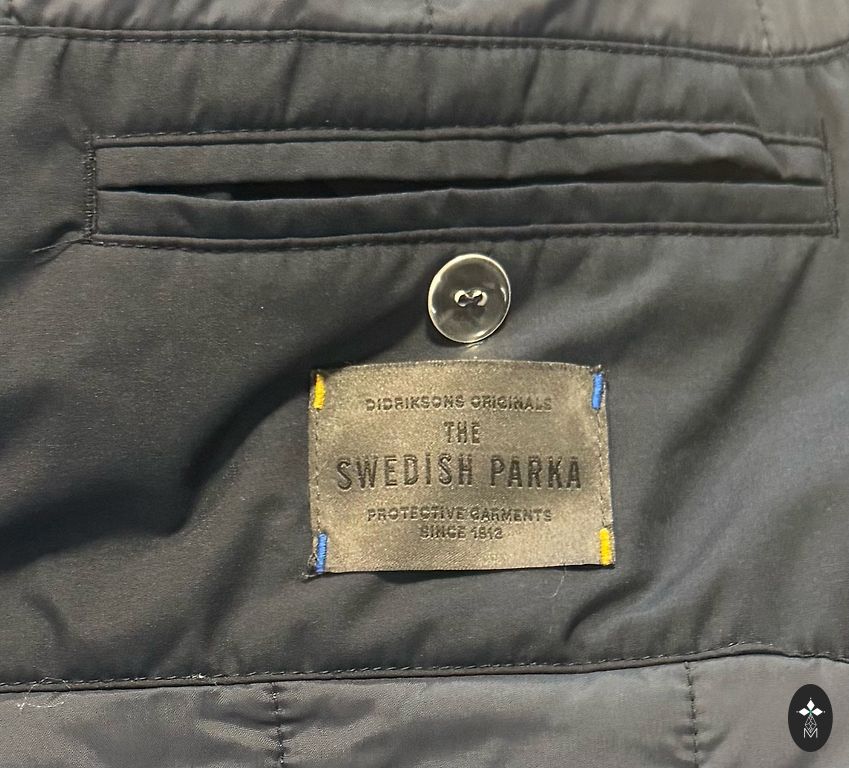 DIDRIKSONS ORIGINALS
THE
SWEDISH PARKA
PROTECTIVE GARMENTS
SINCE 1913
M